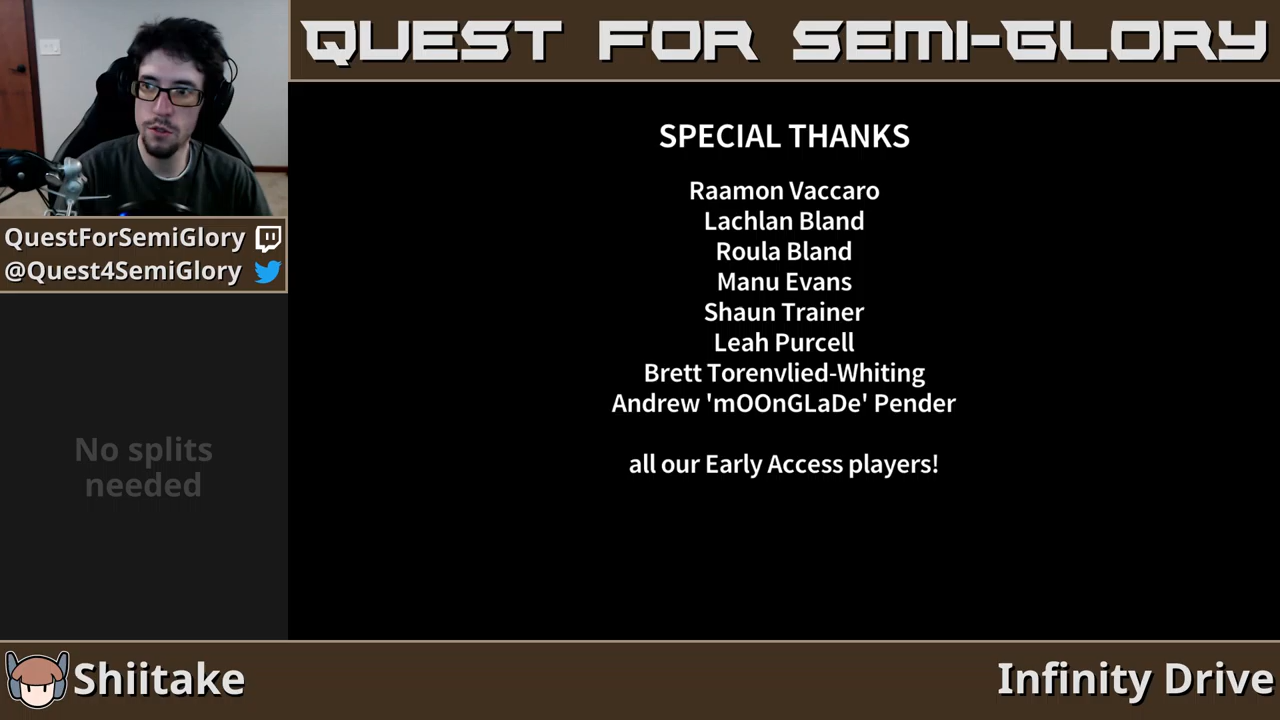 QUEST FOR SEMI-GLORY
QuestForSemiGlory
@Quest4SemiGlory
No splits
needed
SPECIAL THANKS
Raamon Vaccaro
Lachlan Bland
Roula Bland
Manu Evans
Shaun Trainer
Leah Purcell
Brett Torenvlied-Whiting
Andrew 'mOOnGLaDe' Pender
all our Early Access players!
Shiitake
Infinity Drive